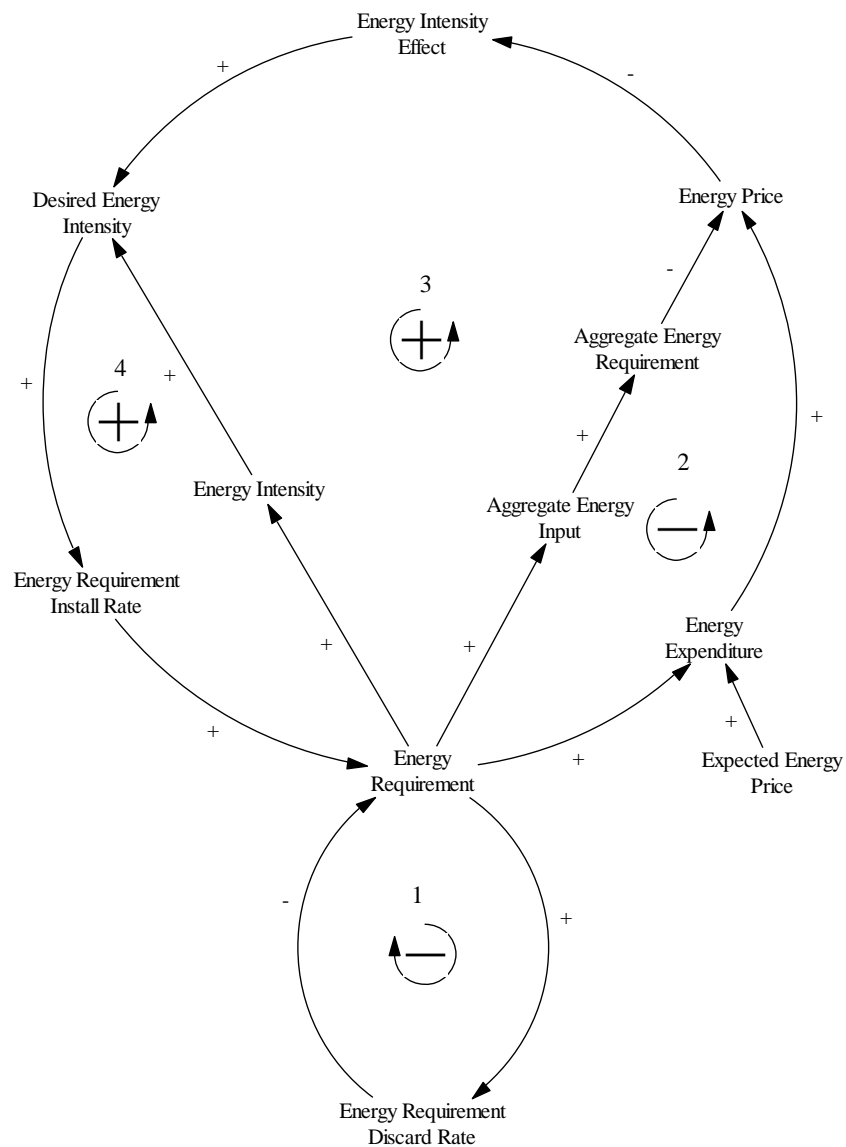 Energy Intensity
Effect
+
-
Desired Energy
Intensity
Energy Price
3
-
Aggregate Energy
Requirement
4
+
+
+
+
2
Energy Intensity
Aggregate Energy
Input
Energy Requirement
Install Rate
Energy
Expenditure
+
+
+
+
+
Energy
Requirement
Expected Energy
Price
1
-
+
Energy Requirement
Discard Rate